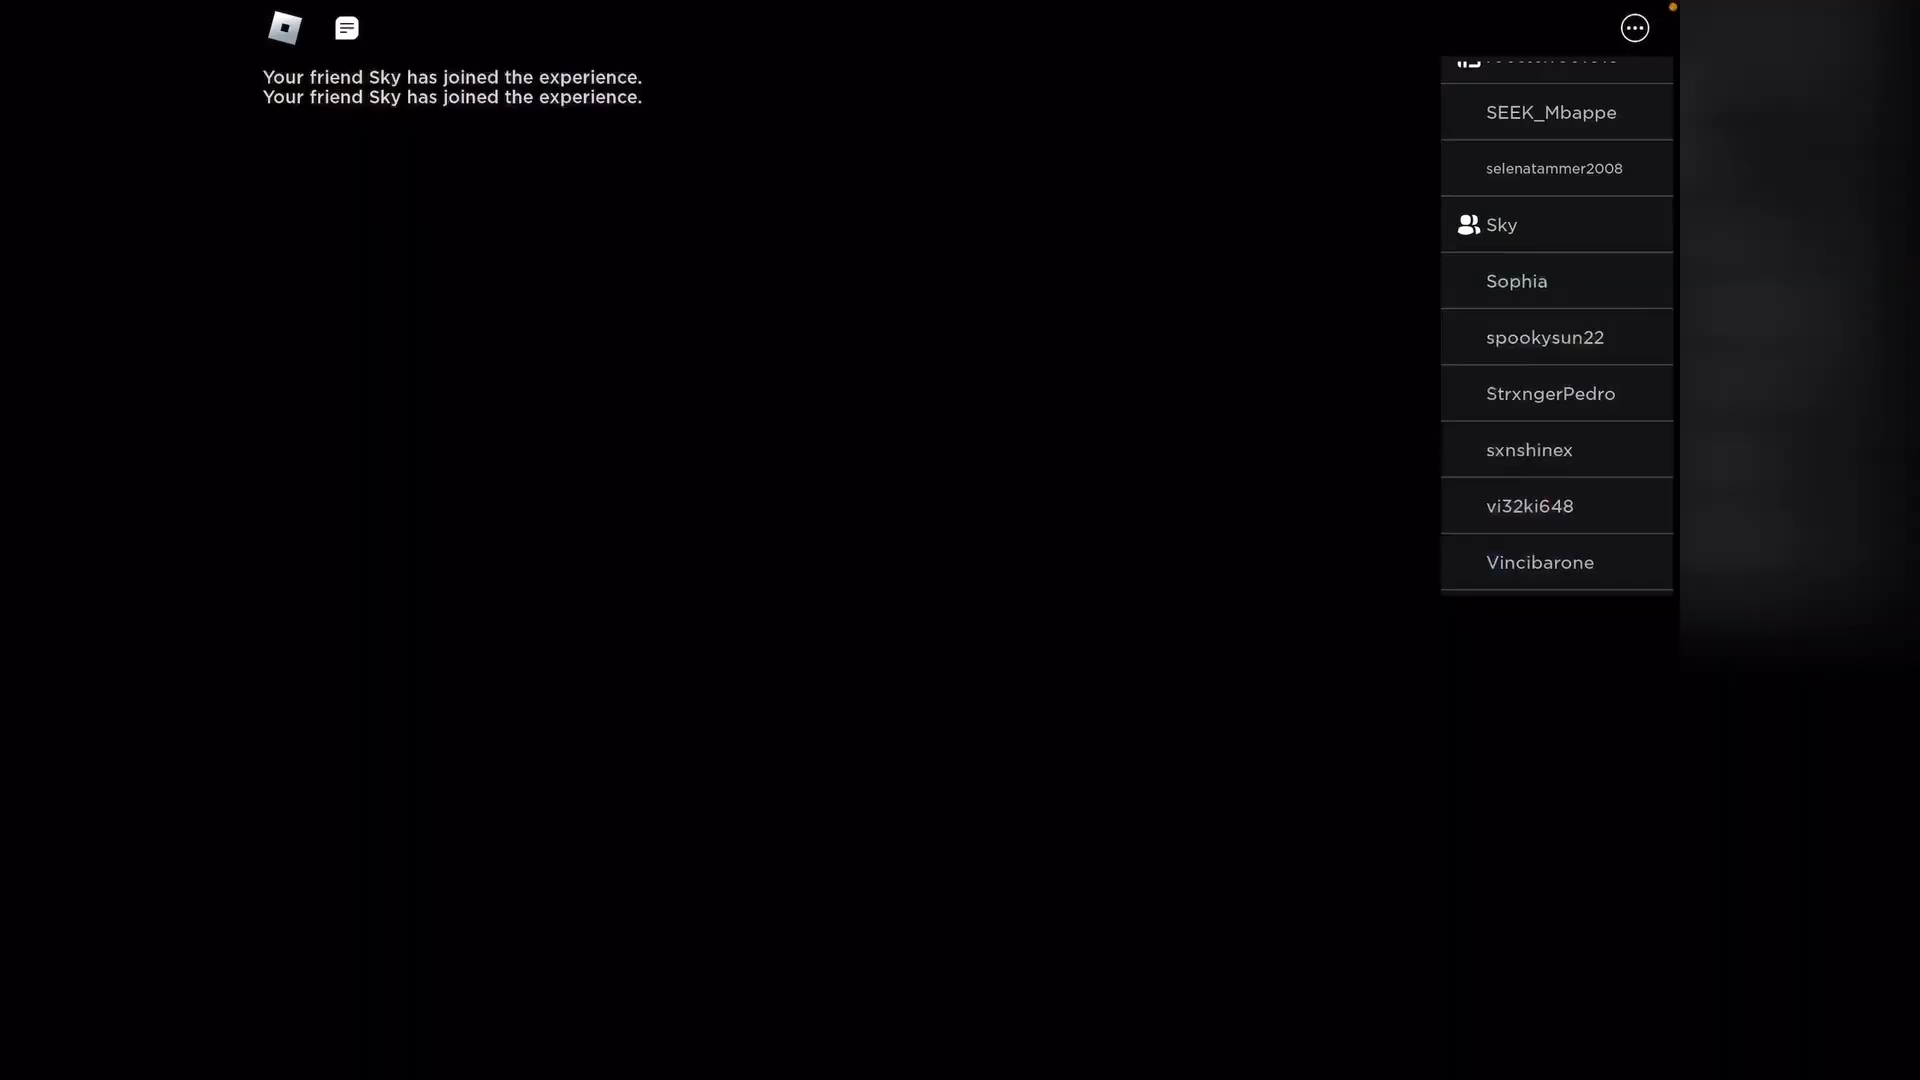 Your friend Sky has joined the experience.
Your friend Sky has joined the experience.
SEEK_Mbappe
selenatammer2008
Sky
Sophia
spookysun22
StrxngerPedro
sxnshinex
vi32ki648
Vincibarone